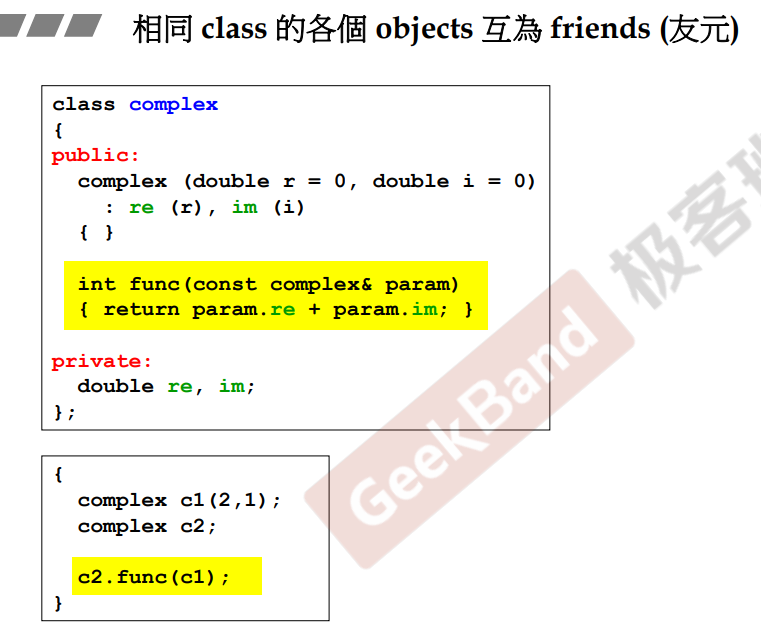 相同 class 的各個 objects 互為 friends (友元)
class complex
{
public:
  complex (double r = 0, double i = 0)
    : re (r), im (i)
  { }
  int func(const complex& param)
  { return param.re + param.im; }
private:
  double re, im;
};
{
  complex c1(2,1);
  complex c2;
  c2.func(c1);
}
GeekBand 极客班